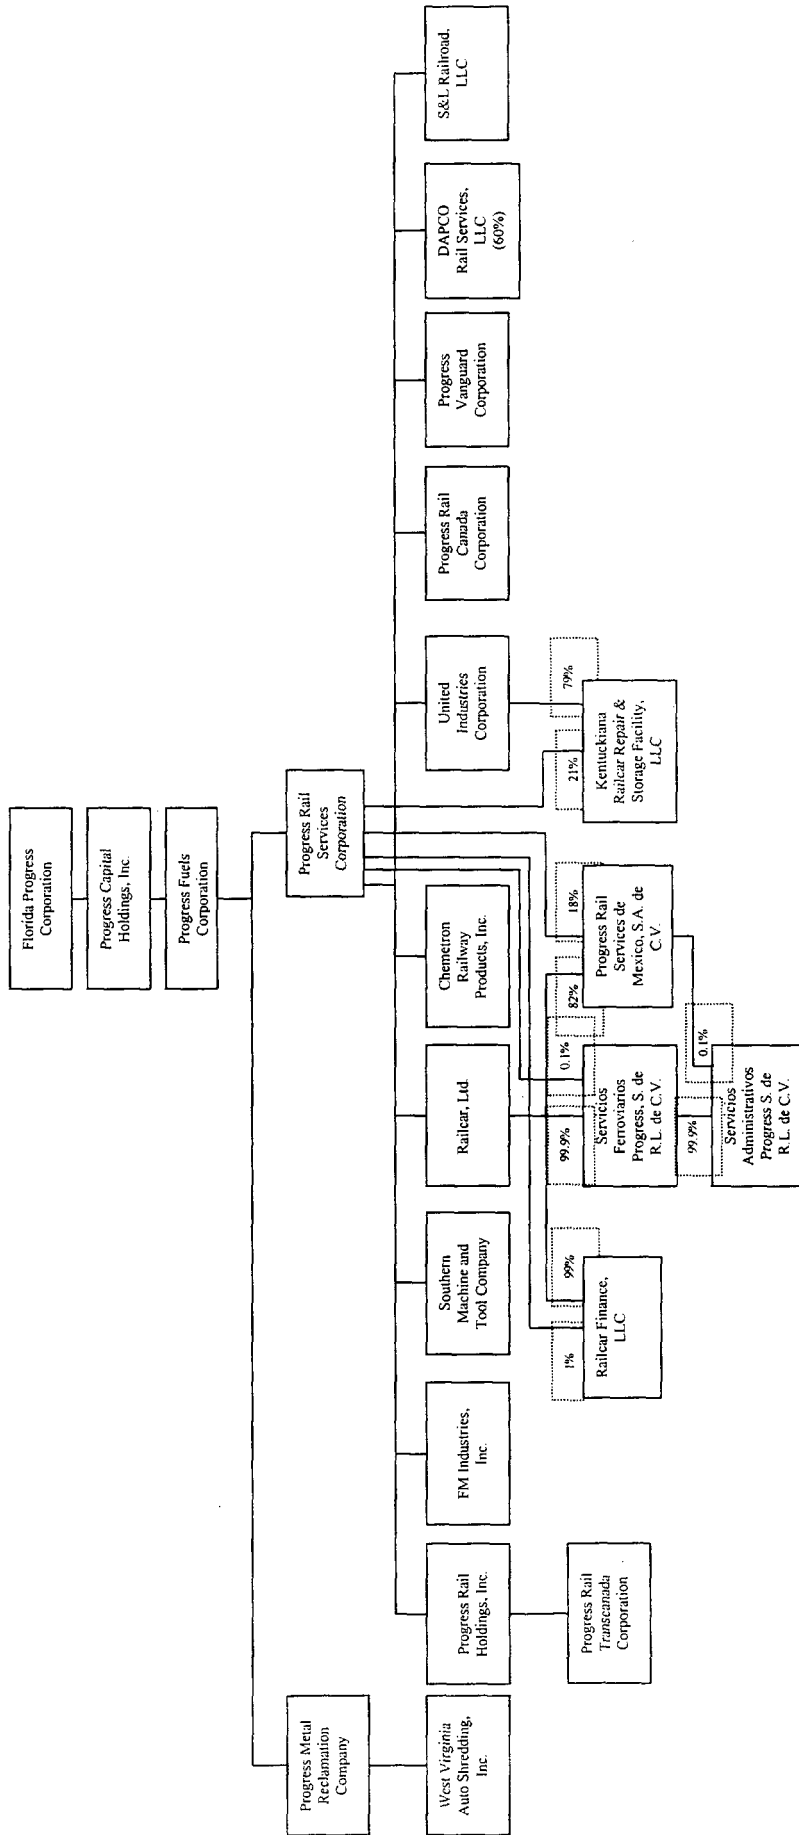 Florida Progress
Corporation
Progress Capital
Holdings, Inc.
Progress Fuels
Corporation
Progress Metal
Reclamation
Company
Progress Rail
Services
Corporation
West Virginia
Auto Shredding,
Inc.
Progress Rail
Holdings, Inc.
FM Industries,
Inc.
Southern
Machine and
Tool Company
Railcar, Ltd.
Chemetron
Railway
Products, Inc.
United
Industries
Corporation
Progress Rail
Canada
Corporation
Progress
Vanguard
Corporation
DAPCO
Rail Services,
LLC
(60%)
S&L Railroad,
LLC
Progress Rail
Transcanada
Corporation
1%
99%
Railcar Finance,
LLC
99.9%
0.1%
Servicios
Ferroviarios
Progress, S. de
R.L. de C.V.
82%
18%
Progress Rail
Services de
Mexico, S.A. de
C.V.
21%
79%
Kentuckiana
Railcar Repair &
Storage Facility,
LLC
99.9%
0.1%
Servicios
Administrativos
Progress S. de
R.L. de C.V.